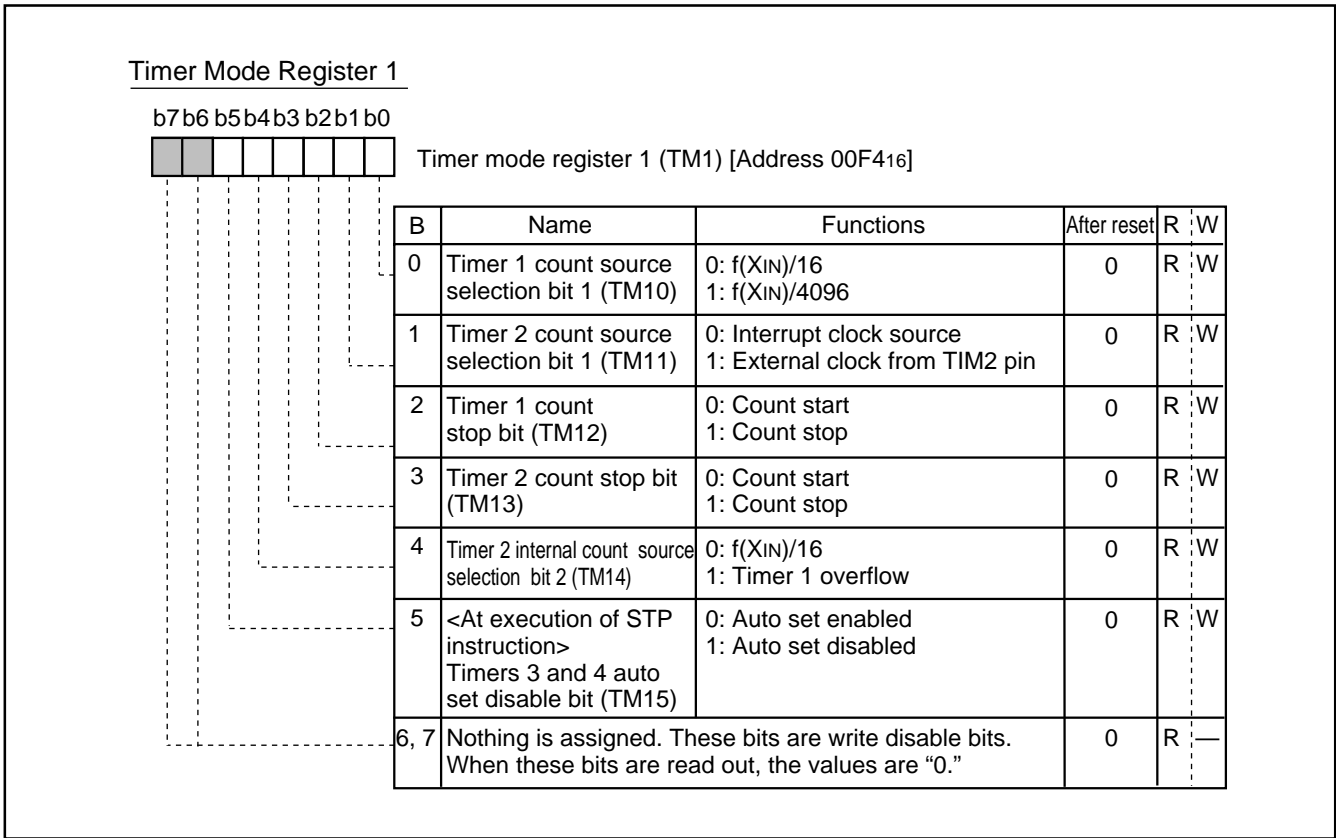 Timer Mode Register 1
b7 b6 b5 b4 b3 b2 b1 b0
Timer mode register 1 (TM1) [Address 00F416]
B Name Functions After reset R W
0 Timer 1 count source 0: f(XIN)/16 0 R W
selection bit 1 (TM10) 1: f(XIN)/4096
1 Timer 2 count source 0: Interrupt clock source 0 R W
selection bit 1 (TM11) 1: External clock from TIM2 pin
2 Timer 1 count 0: Count start 0 R W
stop bit (TM12) 1: Count stop
3 Timer 2 count stop bit 0: Count start 0 R W
(TM13) 1: Count stop
4 Timer 2 internal count source 0: f(XIN)/16 0 R W
selection bit 2 (TM14) 1: Timer 1 overflow
5 <At execution of STP 0: Auto set enabled 0 R W
instruction> 1: Auto set disabled
Timers 3 and 4 auto
set disable bit (TM15)
6, 7 Nothing is assigned. These bits are write disable bits. 0 R —
When these bits are read out, the values are “0.”